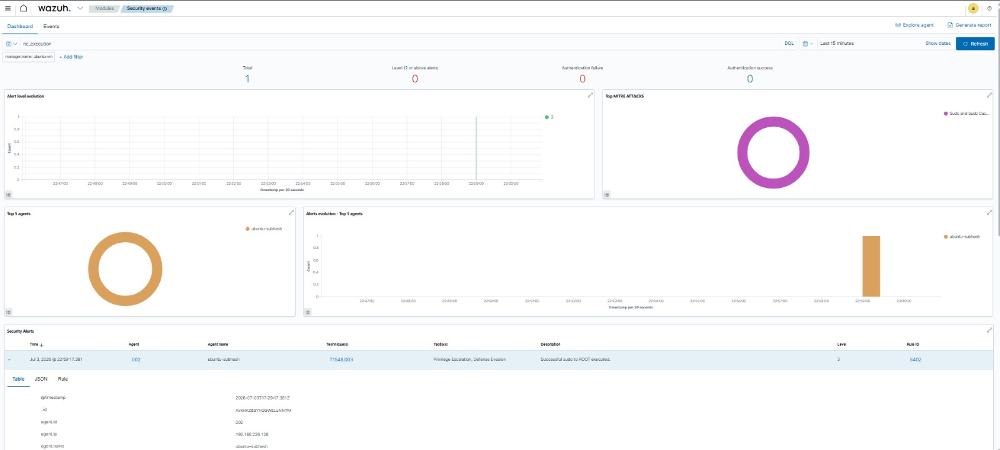 wazuh. Modules Security events
a
Dashboard Events
Explore agent Generate report
nc_execution DQL Last 15 minutes Show dates Refresh
manager.name: ubuntu-vm + Add filter
Total Level 12 or above alerts Authentication failure Authentication success
1 0 0 0
Alert level evolution
1
0.8
0.6
0.4
0.2
0
Count
22:47:00 22:48:00 22:49:00 22:50:00 22:51:00 22:52:00 22:53:00 22:54:00 22:55:00 22:56:00 22:57:00 22:58:00 22:59:00 23:00:00
timestamp per 30 seconds
3
Top MITRE ATT&CKS
Sudo and Sudo Cac...
Top 5 agents
ubuntu-subhash
Alerts evolution - Top 5 agents
1
0.8
0.6
0.4
0.2
0
Count
22:47:00 22:48:00 22:49:00 22:50:00 22:51:00 22:52:00 22:53:00 22:54:00 22:55:00 22:56:00 22:57:00 22:58:00 22:59:00 23:00:00
timestamp per 30 seconds
ubuntu-subhash
Security Alerts
Time Agent Agent name Technique(s) Tactic(s) Description Level Rule ID
Jul 3, 2026 @ 22:59:17.381 002 ubuntu-subhash T1548.003 Privilege Escalation, Defense Evasion Successful sudo to ROOT executed. 3 5402
Table JSON Rule
@timestamp 2026-07-03T17:29:17.381Z
_id
agent.id 002
agent.ip 192.168.226.128
agent.name ubuntu-subhash